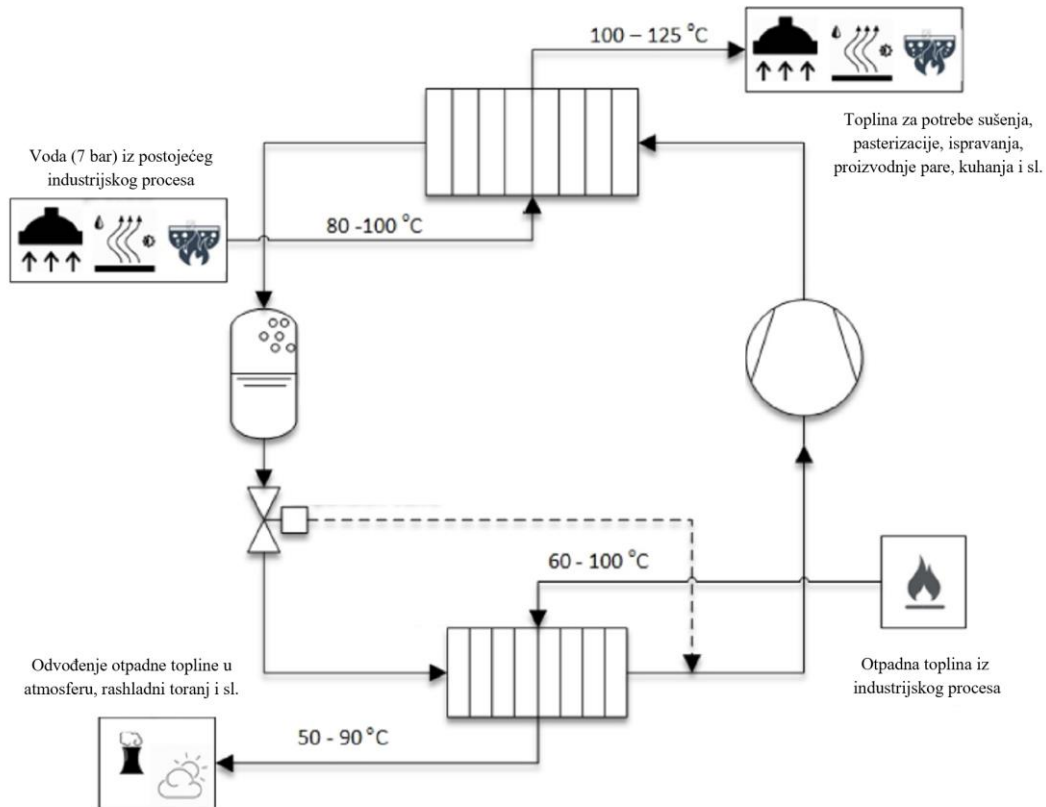 100 – 125 °C
Toplina za potrebe sušenja,
pasterizacije, ispravanja,
proizvodnje pare, kuhanja i sl.
Voda (7 bar) iz postojećeg
industrijskog procesa
80 -100 °C
60 - 100 °C
Otpadna toplina iz
industrijskog procesa
Odvođenje otpadne topline u
atmosferu, rashladni toranj i sl.
50 - 90 °C